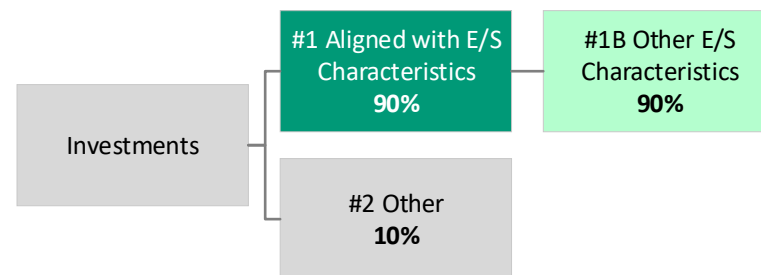 Investments
#1 Aligned with E/S
Characteristics
90%
#1B Other E/S
Characteristics
90%
#2 Other
10%